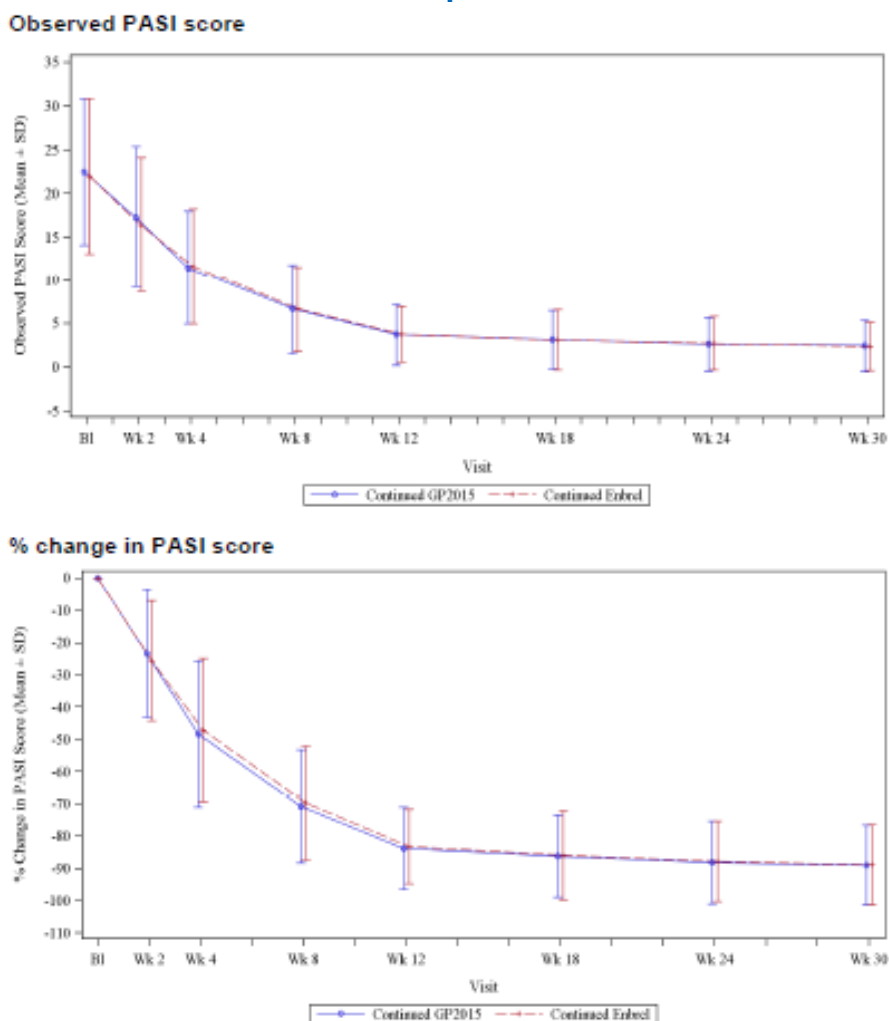 Observed PASI score
35
30
25
20
15
10
5
0
-5
Observed PASI Score (Mean + SD)
Bl Wk 2 Wk 4 Wk 8 Wk 12 Wk 18 Wk 24 Wk 30
Visit
Continued GP2015 Continued Enbrel
% change in PASI score
0
-10
-20
-30
-40
-50
-60
-70
-80
-90
-100
-110
% Change in PASI Score (Mean + SD)
Bl Wk 2 Wk 4 Wk 8 Wk 12 Wk 18 Wk 24 Wk 30
Visit
Continued GP2015 Continued Enbrel